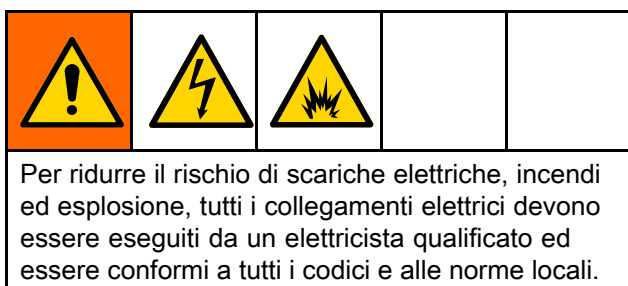 Per ridurre il rischio di scariche elettriche, incendi
ed esplosione, tutti i collegamenti elettrici devono
essere eseguiti da un elettricista qualificato ed
essere conformi a tutti i codici e alle norme locali.